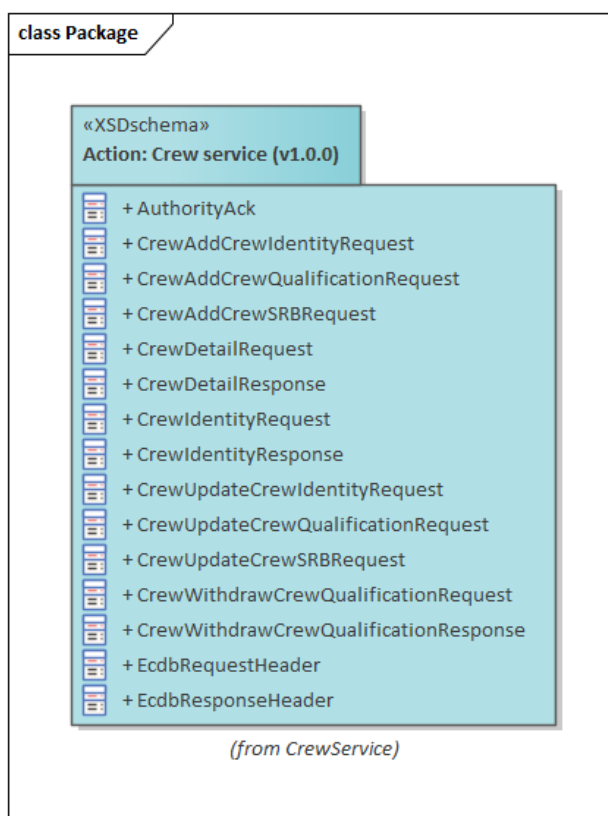 class Package
«XSDschema»
Action: Crew service (v1.0.0)
+ AuthorityAck
+ CrewAddCrewIdentityRequest
+ CrewAddCrewQualificationRequest
+ CrewAddCrewSRBRequest
+ CrewDetailRequest
+ CrewDetailResponse
+ CrewIdentityRequest
+ CrewIdentityResponse
+ CrewUpdateCrewIdentityRequest
+ CrewUpdateCrewQualificationRequest
+ CrewUpdateCrewSRBRequest
+ CrewWithdrawCrewQualificationRequest
+ CrewWithdrawCrewQualificationResponse
+ EcdbRequestHeader
+ EcdbResponseHeader
(from CrewService)